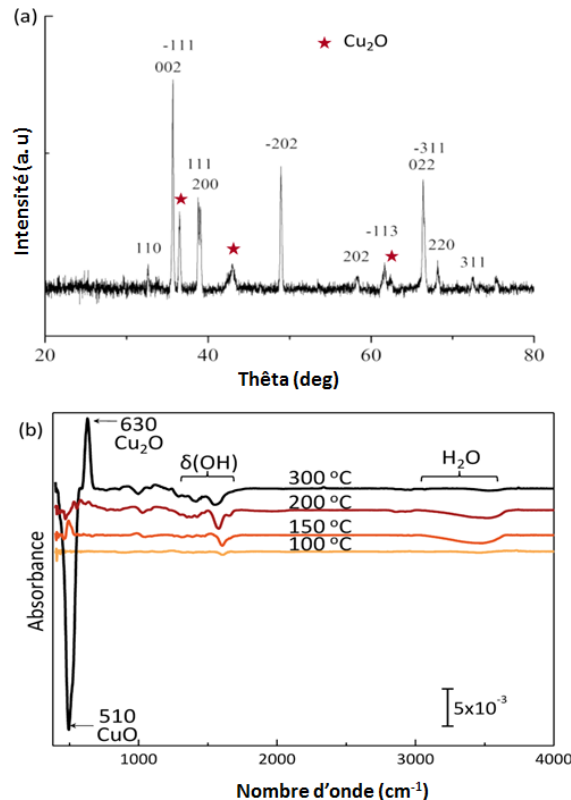 (a)
★ Cu₂O
-111
002
111
200
-202
-311
022
110
202
-113
220
311
Intensité (a. u)
20 40 60 80
Thêta (deg)
(b)
630
Cu₂O
δ(OH)
H₂O
300 °C
200 °C
150 °C
100 °C
Absorbance
510
CuO
5x10⁻³
1000 2000 3000 4000
Nombre d’onde (cm⁻¹)